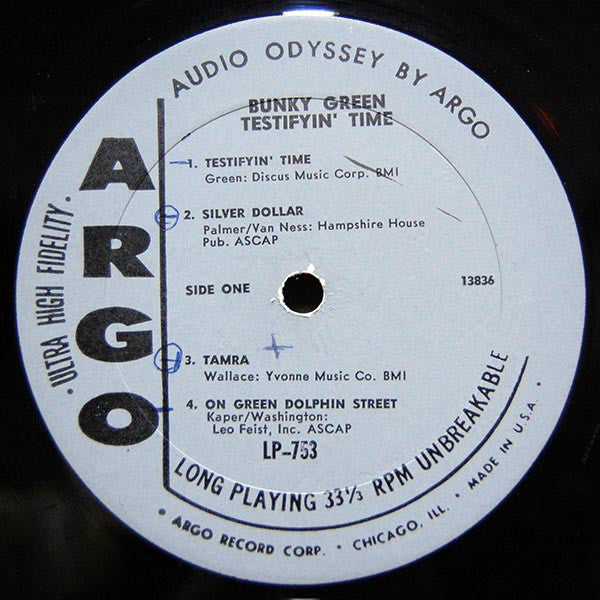 AUDIO ODYSSEY BY ARGO
BUNKY GREEN
TESTIFYIN' TIME
ARGO
• ULTRA HIGH FIDELITY •
1. TESTIFYIN' TIME
Green: Discus Music Corp. BMI
2. SILVER DOLLAR
Palmer/Van Ness: Hampshire House
Pub. ASCAP
SIDE ONE
13836
3. TAMRA
Wallace: Yvonne Music Co. BMI
4. ON GREEN DOLPHIN STREET
Kaper/Washington:
Leo Feist, Inc. ASCAP
LP-753
LONG PLAYING 33⅓ RPM UNBREAKABLE
• ARGO RECORD CORP. • CHICAGO, ILL. • MADE IN U.S.A. •